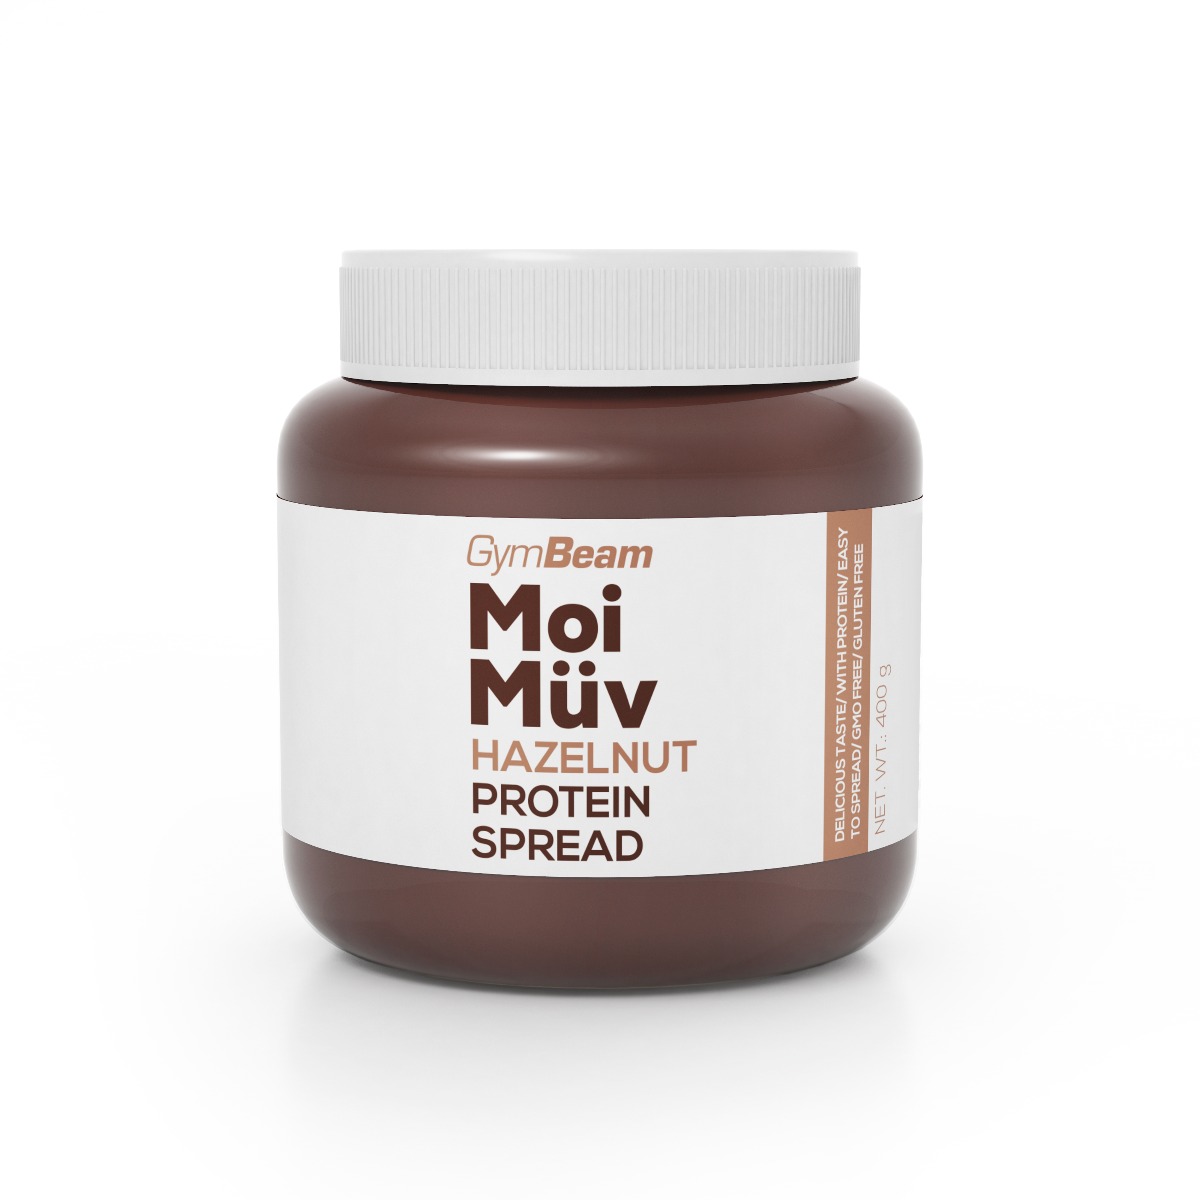 GymBeam
Moi
Müv
HAZELNUT
PROTEIN
SPREAD
DELICIOUS TASTE/ WITH PROTEIN/ EASY
TO SPREAD/ GMO FREE/ GLUTEN FREE
NET. WT.: 400 g